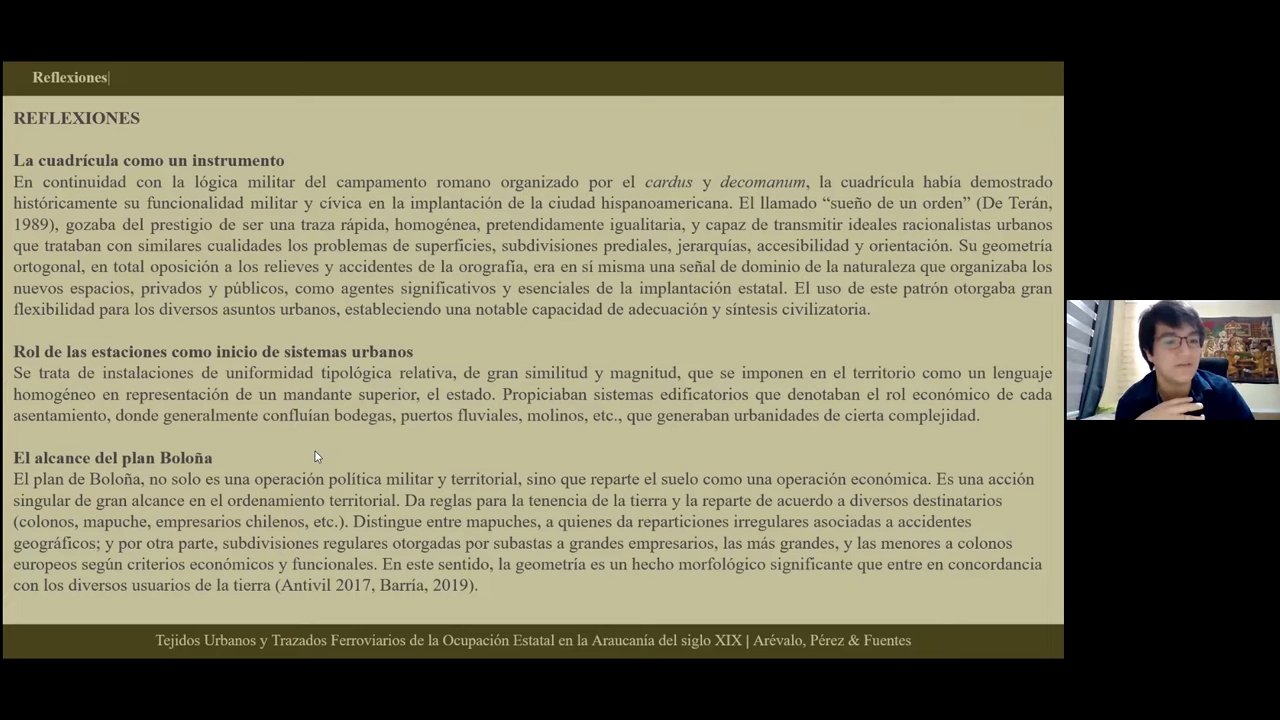 Reflexiones
REFLEXIONES
La cuadrícula como un instrumento
En continuidad con la lógica militar del campamento romano organizado por el cardus y decomanum, la cuadrícula había demostrado
históricamente su funcionalidad militar y cívica en la implantación de la ciudad hispanoamericana. El llamado “sueño de un orden” (De Terán,
1989), gozaba del prestigio de ser una traza rápida, homogénea, pretendidamente igualitaria, y capaz de transmitir ideales racionalistas urbanos
que trataban con similares cualidades los problemas de superficies, subdivisiones prediales, jerarquías, accesibilidad y orientación. Su geometría
ortogonal, en total oposición a los relieves y accidentes de la orografía, era en sí misma una señal de dominio de la naturaleza que organizaba los
nuevos espacios, privados y públicos, como agentes significativos y esenciales de la implantación estatal. El uso de este patrón otorgaba gran
flexibilidad para los diversos asuntos urbanos, estableciendo una notable capacidad de adecuación y síntesis civilizatoria.
Rol de las estaciones como inicio de sistemas urbanos
Se trata de instalaciones de uniformidad tipológica relativa, de gran similitud y magnitud, que se imponen en el territorio como un lenguaje
homogéneo en representación de un mandante superior, el estado. Propiciaban sistemas edificatorios que denotaban el rol económico de cada
asentamiento, donde generalmente confluían bodegas, puertos fluviales, molinos, etc., que generaban urbanidades de cierta complejidad.
El alcance del plan Boloña
El plan de Boloña, no solo es una operación política militar y territorial, sino que reparte el suelo como una operación económica. Es una acción
singular de gran alcance en el ordenamiento territorial. Da reglas para la tenencia de la tierra y la reparte de acuerdo a diversos destinatarios
(colonos, mapuche, empresarios chilenos, etc.). Distingue entre mapuches, a quienes da reparticiones irregulares asociadas a accidentes
geográficos; y por otra parte, subdivisiones regulares otorgadas por subastas a grandes empresarios, las más grandes, y las menores a colonos
europeos según criterios económicos y funcionales. En este sentido, la geometría es un hecho morfológico significante que entre en concordancia
con los diversos usuarios de la tierra (Antivil 2017, Barría, 2019).
Tejidos Urbanos y Trazados Ferroviarios de la Ocupación Estatal en la Araucanía del siglo XIX | Arévalo, Pérez & Fuentes